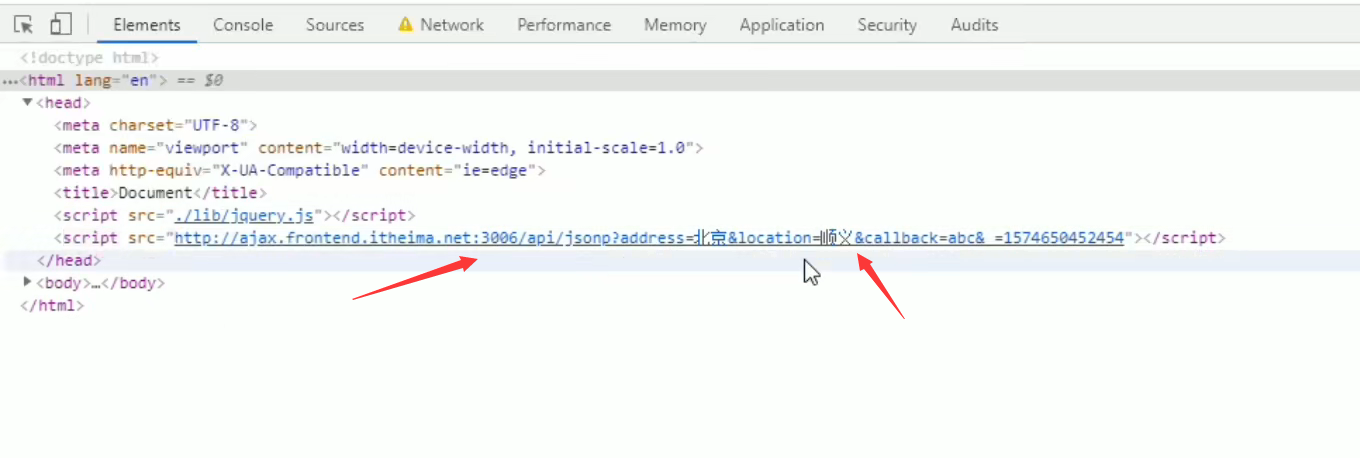 Elements Console Sources Network Performance Memory Application Security Audits
<!doctype html>
…<html lang="en"> == $0
<head>
<meta charset="UTF-8">
<meta name="viewport" content="width=device-width, initial-scale=1.0">
<meta http-equiv="X-UA-Compatible" content="ie=edge">
<title>Document</title>
<script src="./lib/jquery.js"></script>
<script src="http://ajax.frontend.itheima.net:3006/api/jsonp?address=北京&location=顺义&callback=abc&_=1574650452454"></script>
</head>
<body>…</body>
</html>